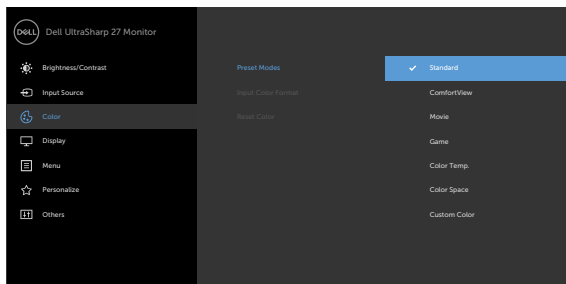 DELL
Dell UltraSharp 27 Monitor
Brightness/Contrast
Preset Modes
Standard
Input Source
Input Color Format
ComfortView
Color
Reset Color
Movie
Display
Game
Menu
Color Temp.
Personalize
Color Space
Others
Custom Color